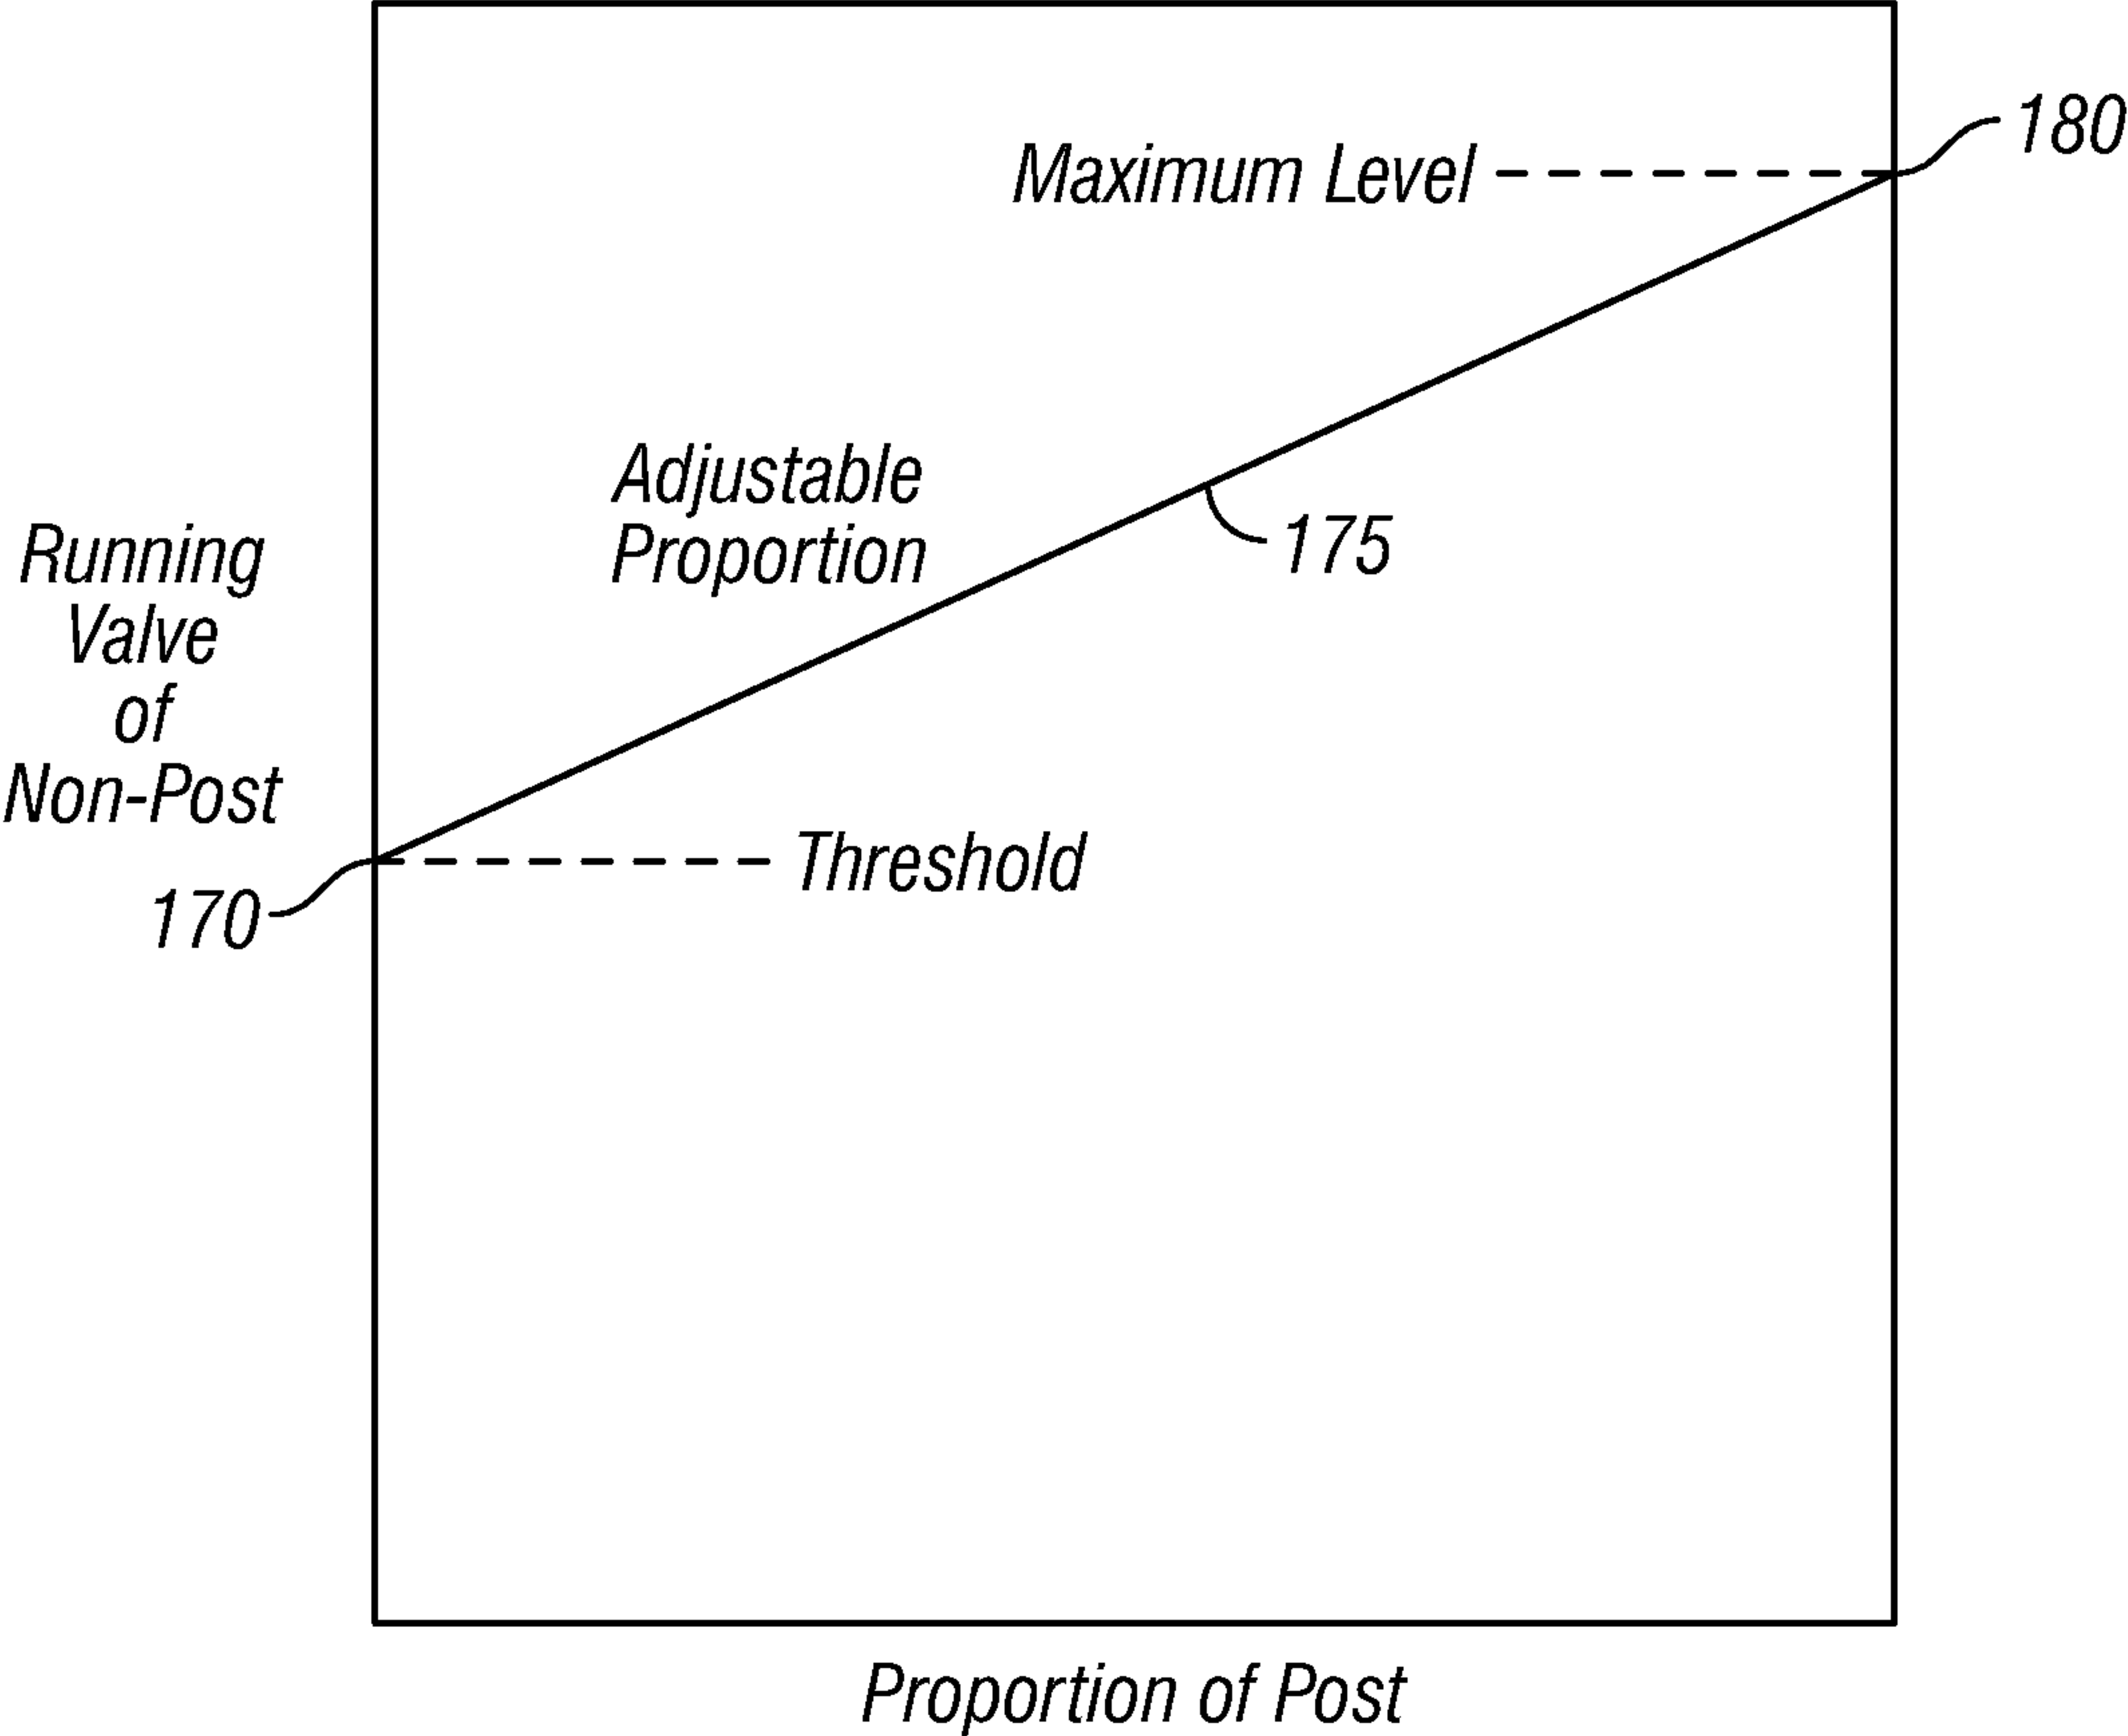 180
Maximum Level
Adjustable
Proportion
175
Running
Valve
of
Non-Post
Threshold
170
Proportion of Post